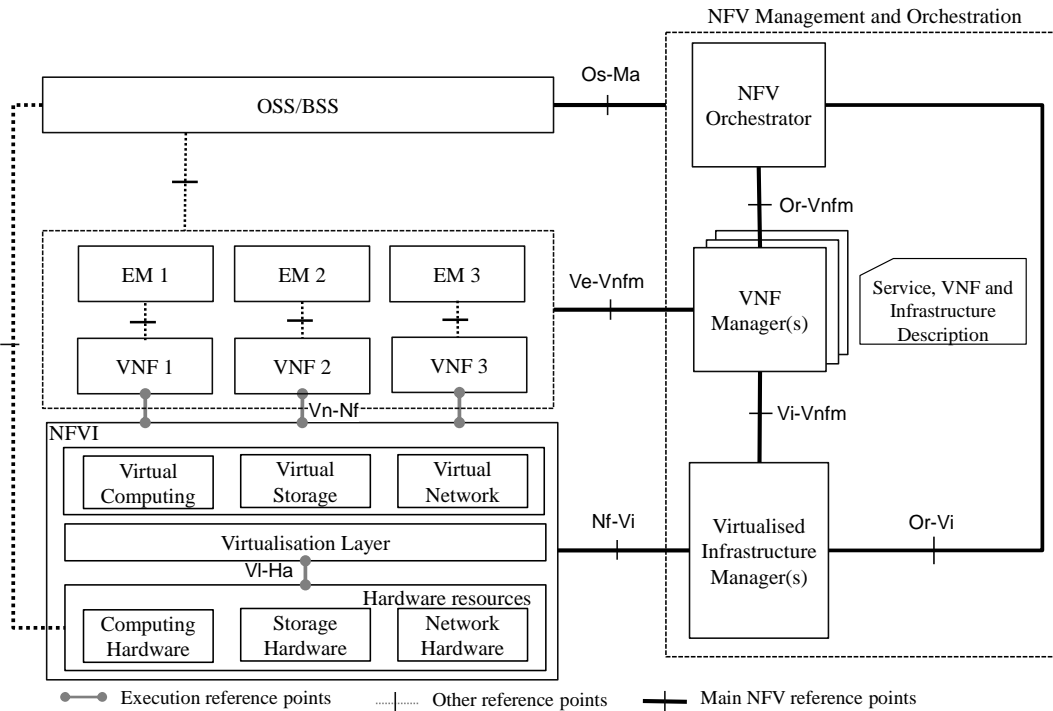 NFV Management and Orchestration
Os-Ma
OSS/BSS
NFV
Orchestrator
Or-Vnfm
EM 1
EM 2
EM 3
Ve-Vnfm
VNF
Manager(s)
Service, VNF and
Infrastructure
Description
VNF 1
VNF 2
VNF 3
Vn-Nf
Vi-Vnfm
NFVI
Virtual
Computing
Virtual
Storage
Virtual
Network
Nf-Vi
Virtualised
Infrastructure
Manager(s)
Or-Vi
Virtualisation Layer
Vl-Ha
Hardware resources
Computing
Hardware
Storage
Hardware
Network
Hardware
Execution reference points
Other reference points
Main NFV reference points